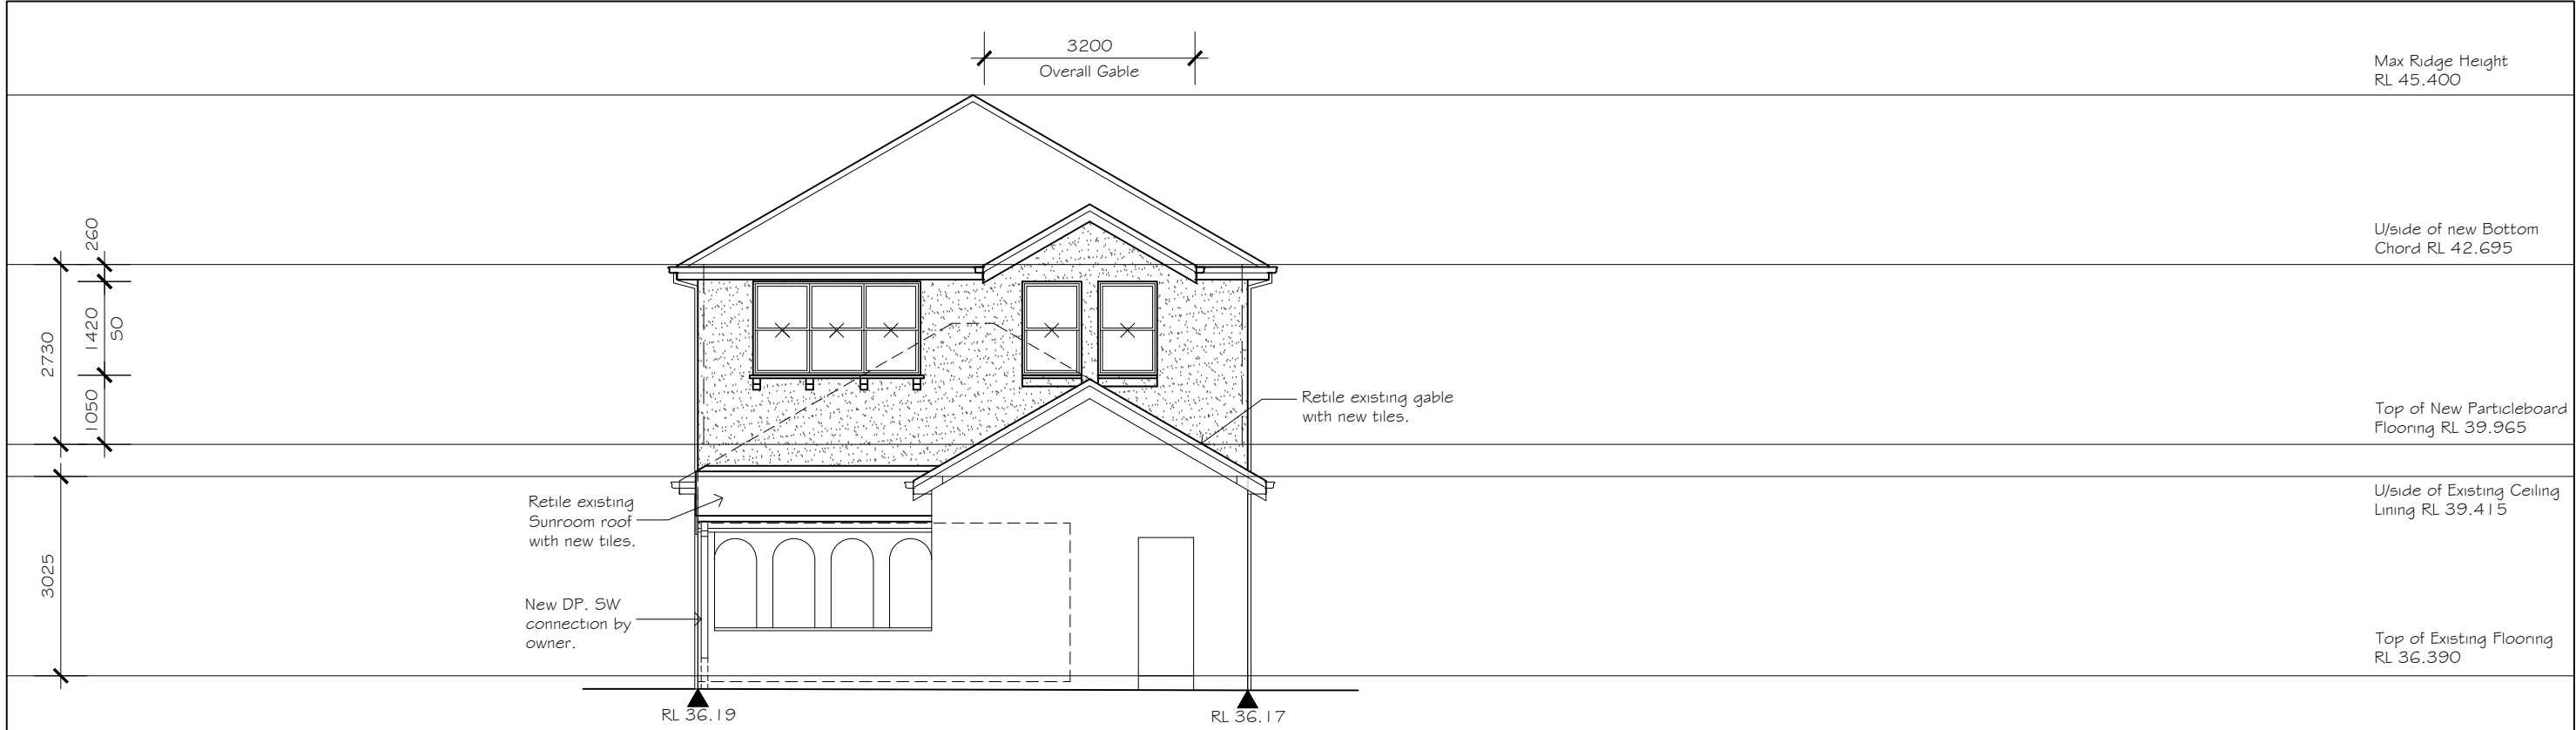 3200
Overall Gable
Max Ridge Height
RL 45.400
U/side of new Bottom
Chord RL 42.695
260
1420
50
2730
1050
Retile existing gable
with new tiles.
Top of New Particleboard
Flooring RL 39.965
U/side of Existing Ceiling
Lining RL 39.415
Retile existing
Sunroom roof
with new tiles.
3025
New DP. SW
connection by
owner.
Top of Existing Flooring
RL 36.390
RL 36.19
RL 36.17